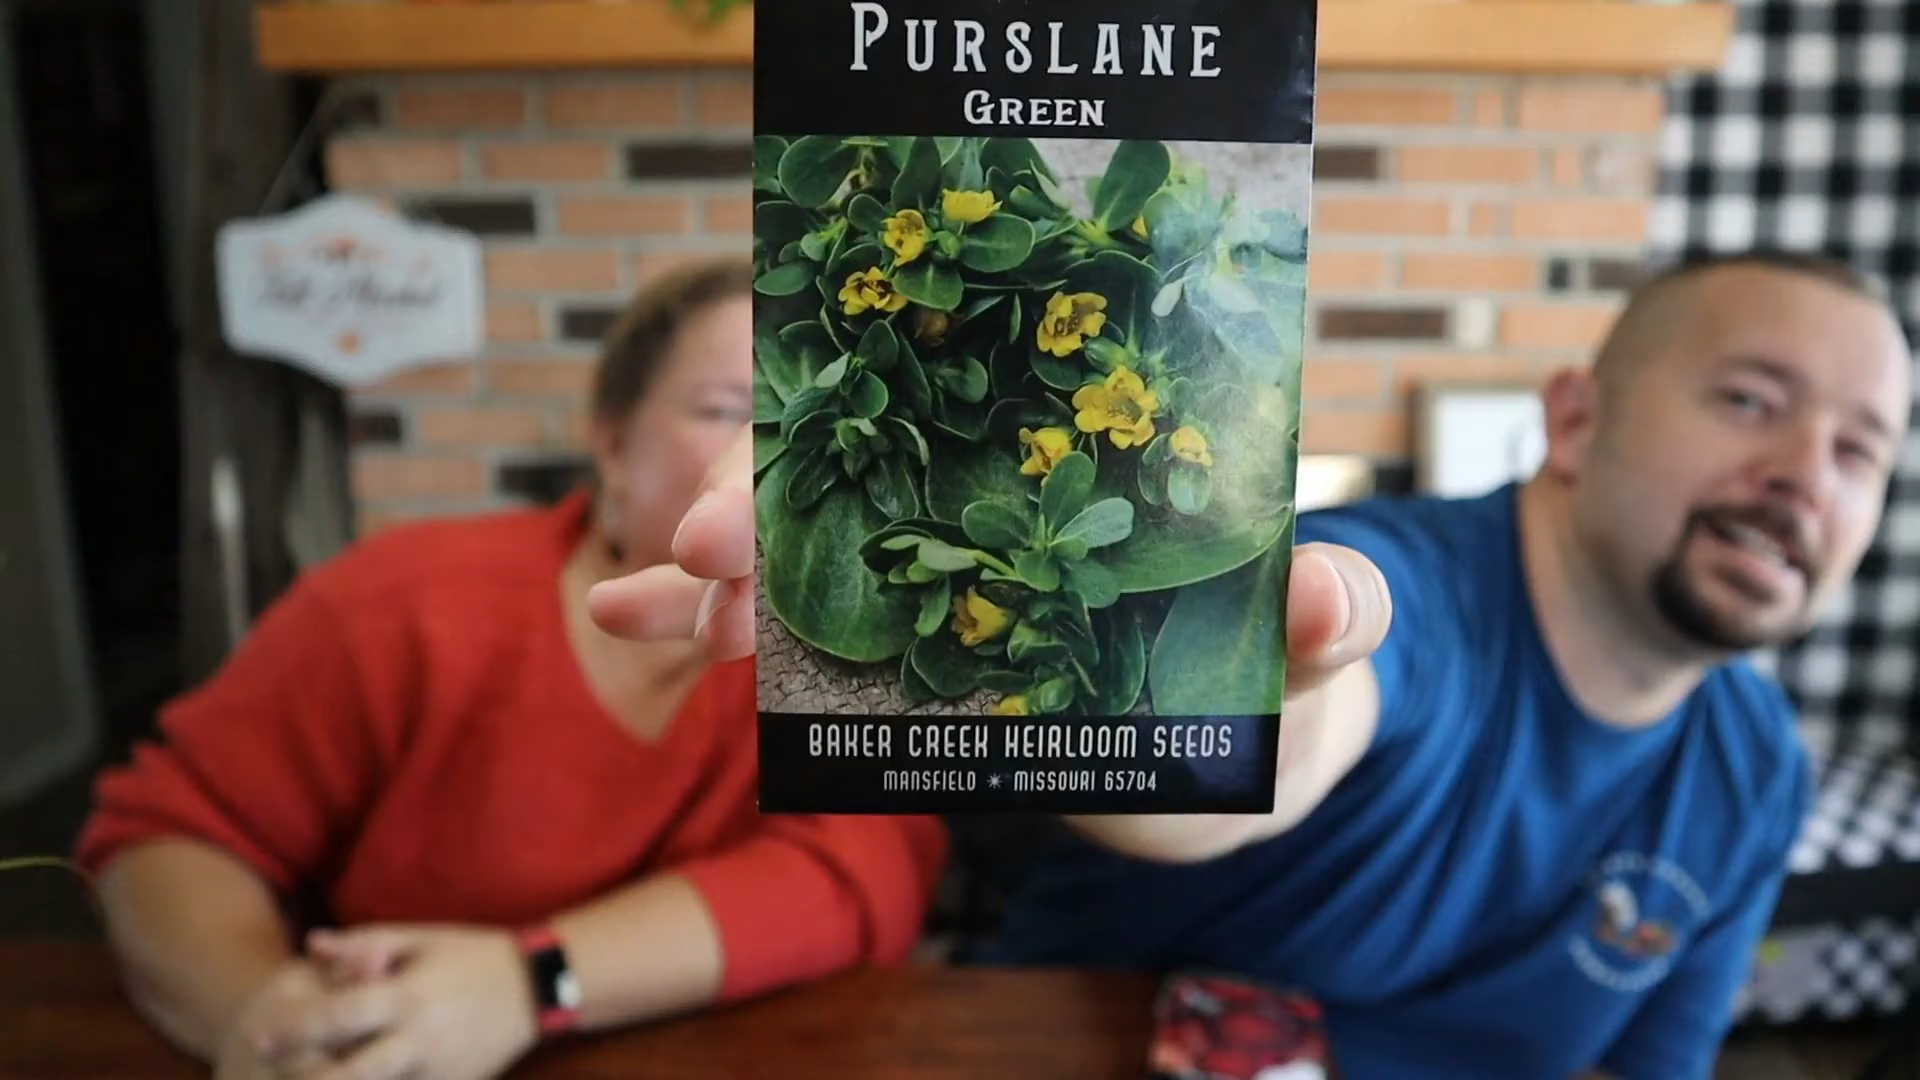 PURSLANE
GREEN
BAKER CREEK HEIRLOOM SEEDS
MANSFIELD * MISSOURI 65704